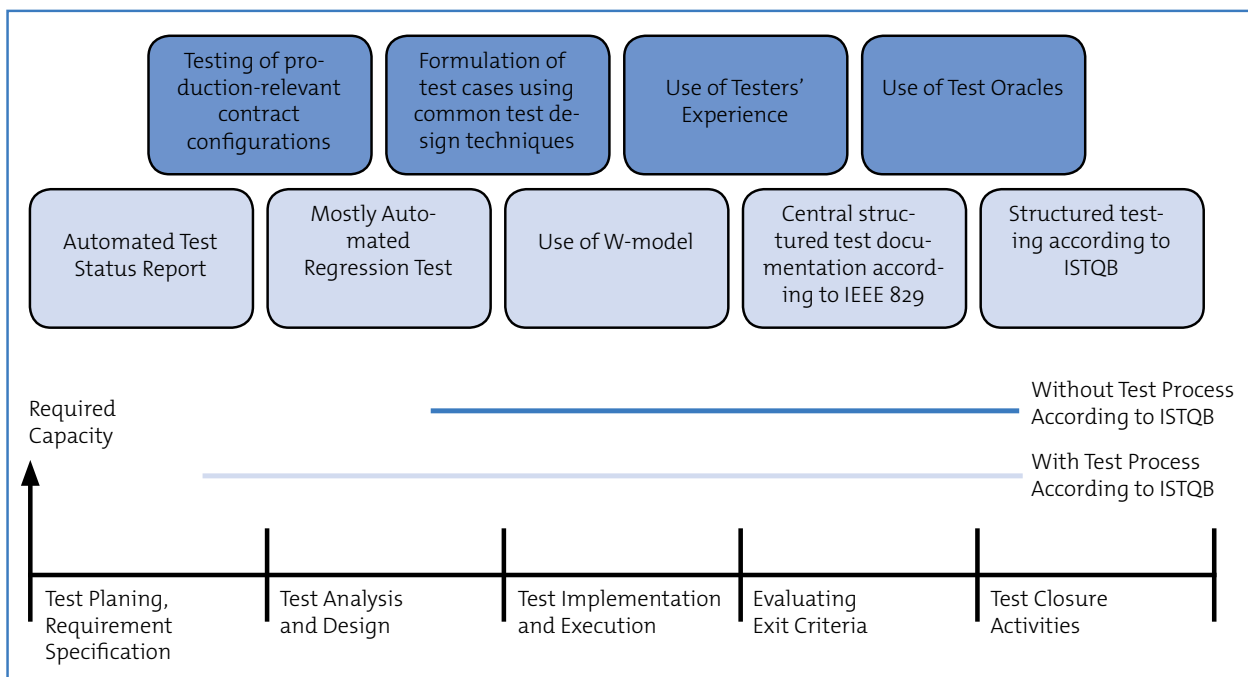 Testing of pro-
duction-relevant
contract
configurations
Formulation of
test cases using
common test de-
sign techniques
Use of Testers’
Experience
Use of Test Oracles
Automated Test
Status Report
Mostly Auto-
mated
Regression Test
Use of W-model
Central struc-
tured test docu-
mentation accord-
ing to IEEE 829
Structured test-
ing according to
ISTQB
Required
Capacity
Without Test Process
According to ISTQB
With Test Process
According to ISTQB
Test Planing,
Requirement
Specification
Test Analysis
and Design
Test Implementation
and Execution
Evaluating
Exit Criteria
Test Closure
Activities